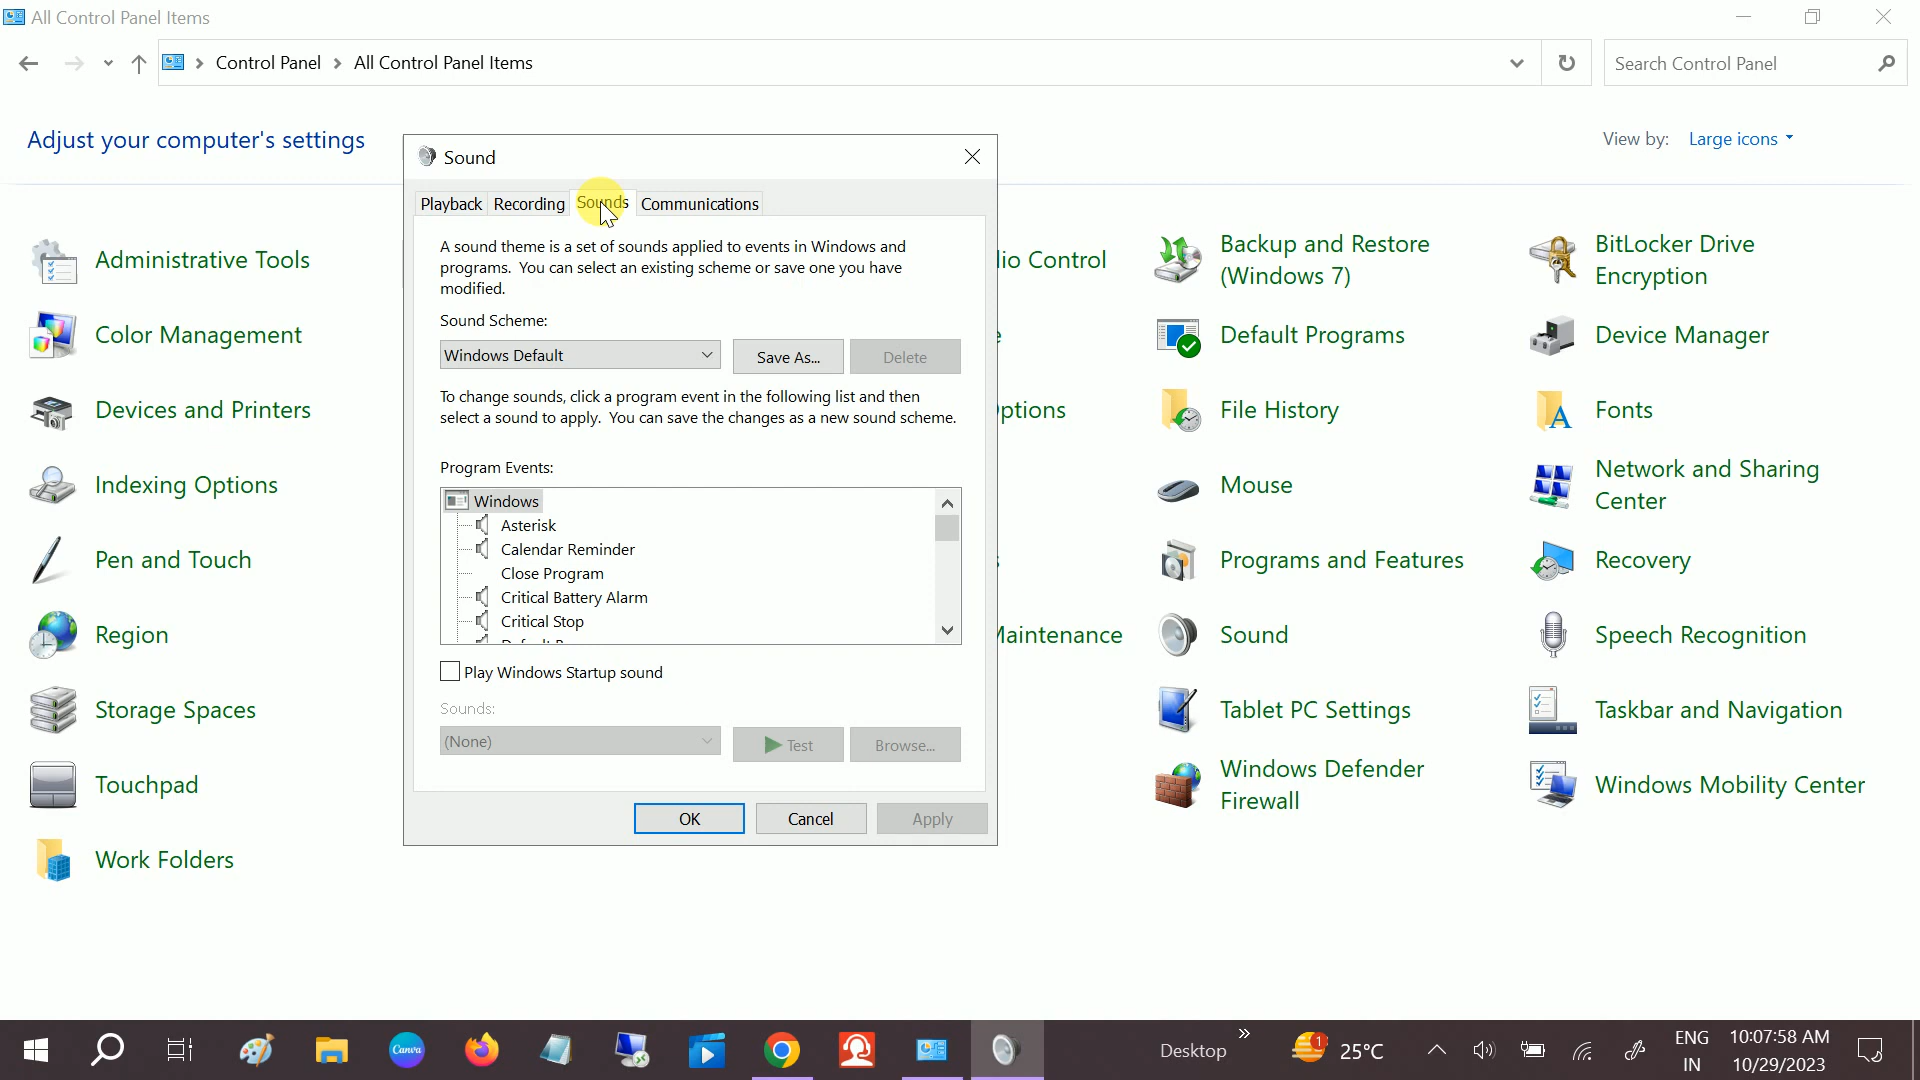 All Control Panel Items
Control Panel
All Control Panel Items
Search Control Panel
Adjust your computer's settings
View by:
Large icons
Sound
Playback
Recording
Sounds
Communications
A sound theme is a set of sounds applied to events in Windows and
programs. You can select an existing scheme or save one you have
modified.
Sound Scheme:
Windows Default
Save As...
Delete
To change sounds, click a program event in the following list and then
select a sound to apply. You can save the changes as a new sound scheme.
Program Events:
Windows
Asterisk
Calendar Reminder
Close Program
Critical Battery Alarm
Critical Stop
Play Windows Startup sound
Sounds:
(None)
Test
Browse...
OK
Cancel
Apply
Administrative Tools
Control
Backup and Restore
(Windows 7)
BitLocker Drive
Encryption
Color Management
Default Programs
Device Manager
Devices and Printers
File History
Fonts
Indexing Options
Mouse
Network and Sharing
Center
Pen and Touch
Programs and Features
Recovery
Region
Maintenance
Sound
Speech Recognition
Storage Spaces
Tablet PC Settings
Taskbar and Navigation
Touchpad
Windows Defender
Firewall
Windows Mobility Center
Work Folders
Canva
Desktop
1
25°C
ENG
IN
10:07:58 AM
10/29/2023